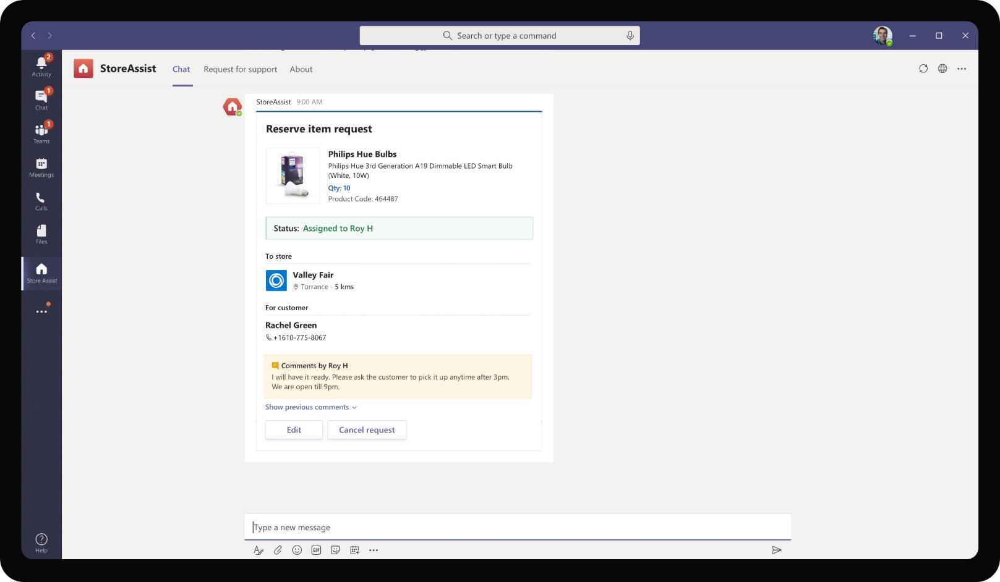 Search or type a command
2
Activity
1
Chat
1
Teams
Meetings
Calls
Files
Store Assist
Help
StoreAssist
Chat
Request for support
About
StoreAssist 9:00 AM
Reserve item request
Philips Hue Bulbs
Philips Hue 3rd Generation A19 Dimmable LED Smart Bulb
(White, 10W)
Qty: 10
Product Code: 464487
Status: Assigned to Roy H
To store
Valley Fair
Torrance - 5 kms
For customer
Rachel Green
+1610-775-8067
Comments by Roy H
I will have it ready. Please ask the customer to pick it up anytime after 3pm.
We are open till 9pm.
Show previous comments
Edit
Cancel request
Type a new message
GIF